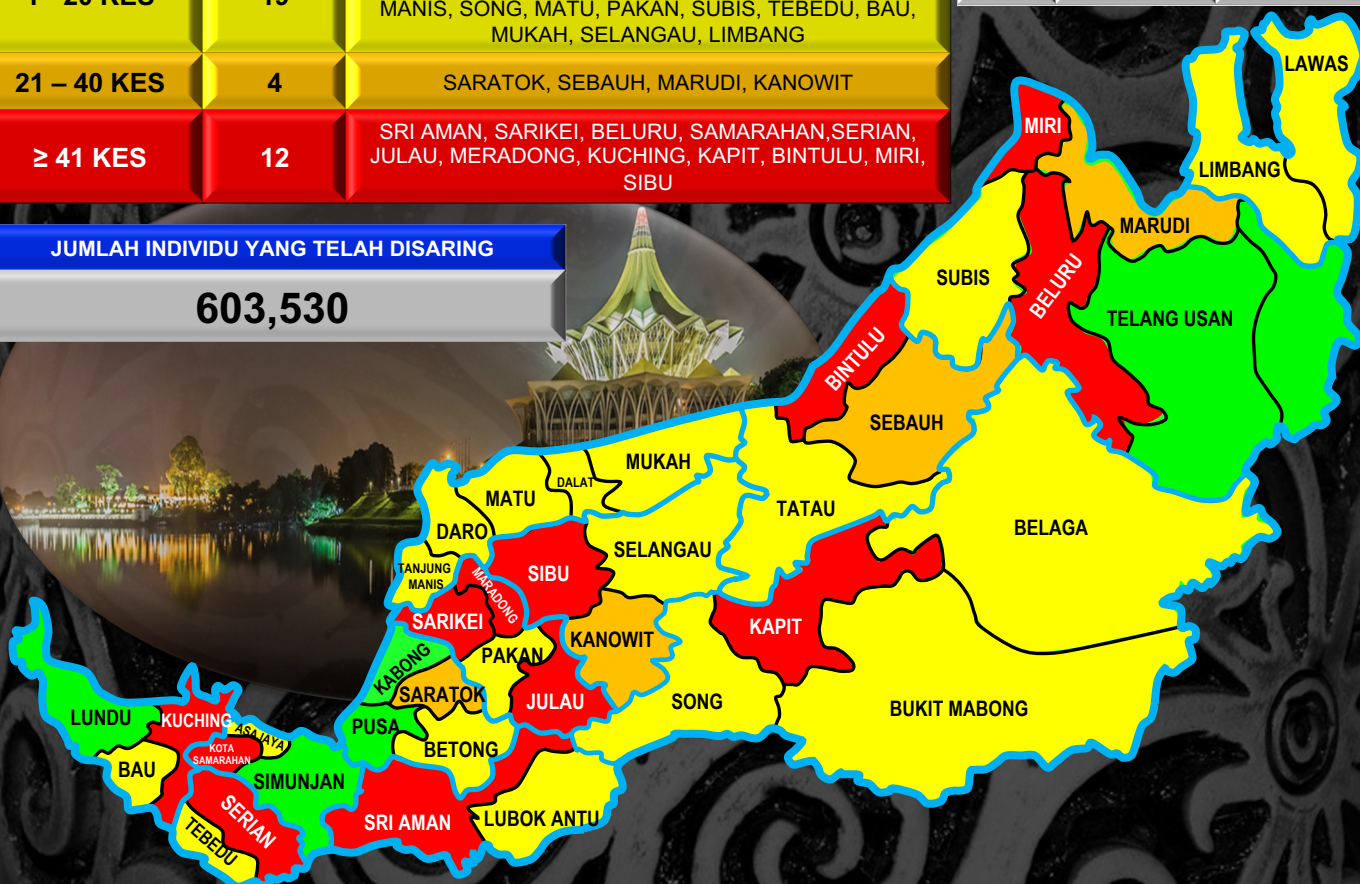 1 - 20 KES
19
MANIS, SONG, MATU, PAKAN, SUBIS, TEBEDU, BAU,
MUKAH, SELANGAU, LIMBANG
21 – 40 KES
4
SARATOK, SEBAUH, MARUDI, KANOWIT
≥ 41 KES
12
SRI AMAN, SARIKEI, BELURU, SAMARAHAN,SERIAN,
JULAU, MERADONG, KUCHING, KAPIT, BINTULU, MIRI,
SIBU
JUMLAH INDIVIDU YANG TELAH DISARING
603,530
LAWAS
MIRI
LIMBANG
MARUDI
SUBIS
BELURU
TELANG USAN
BINTULU
SEBAUH
MUKAH
DALAT
MATU
TATAU
BELAGA
DARO
SELANGAU
TANJUNG
MANIS
MARADONG
SIBU
SARIKEI
KANOWIT
KAPIT
PAKAN
KABONG
SARATOK
JULAU
SONG
BUKIT MABONG
LUNDU
KUCHING
ASAJAYA
PUSA
BETONG
KOTA
SAMARAHAN
BAU
SIMUNJAN
SERIAN
SRI AMAN
LUBOK ANTU
TEBEDU